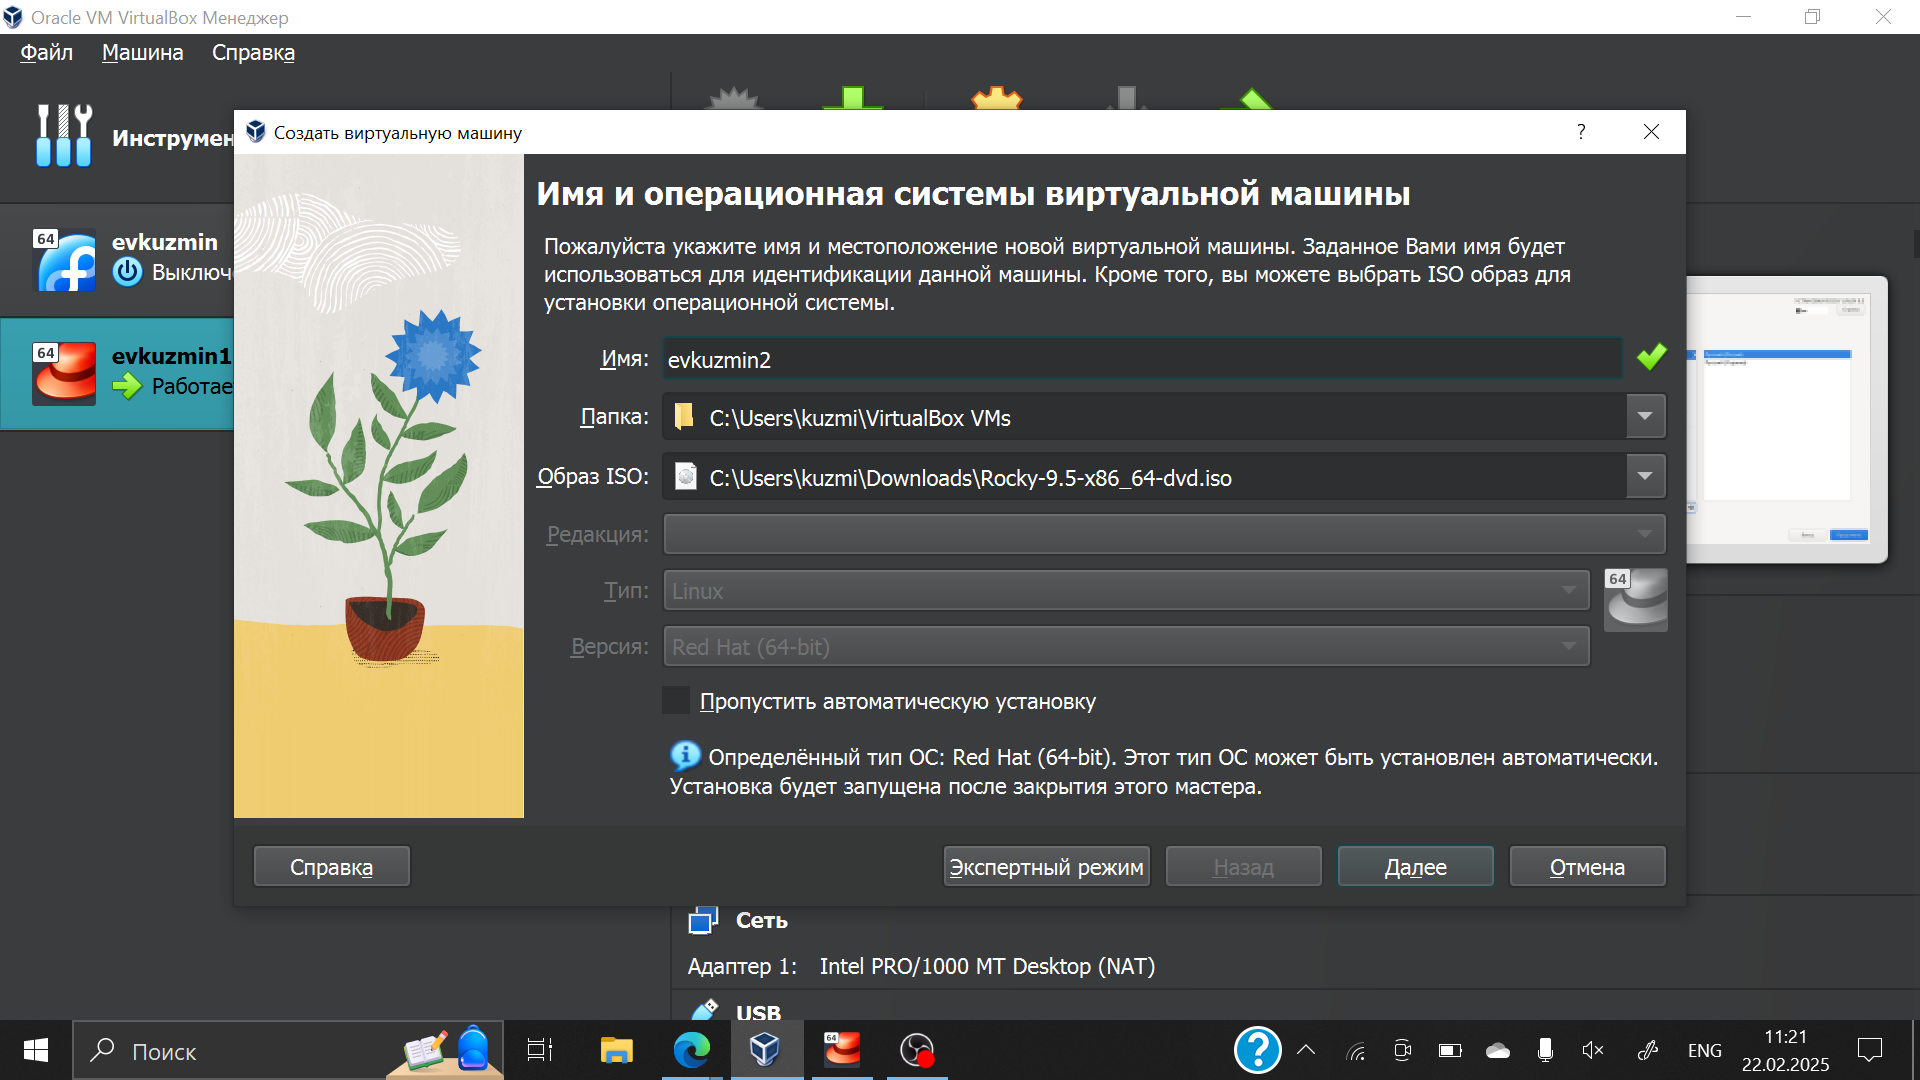 Oracle VM VirtualBox Менеджер
Файл Машина Справка
Инструмен
64
evkuzmin
Выключе
64
evkuzmin1
Работае
Создать виртуальную машину
?
Имя и операционная системы виртуальной машины
Пожалуйста укажите имя и местоположение новой виртуальной машины. Заданное Вами имя будет
использоваться для идентификации данной машины. Кроме того, вы можете выбрать ISO образ для
установки операционной системы.
Имя: evkuzmin2
Папка: C:\Users\kuzmi\VirtualBox VMs
Образ ISO: C:\Users\kuzmi\Downloads\Rocky-9.5-x86_64-dvd.iso
Редакция:
Тип: Linux
64
Версия: Red Hat (64-bit)
Пропустить автоматическую установку
Определённый тип ОС: Red Hat (64-bit). Этот тип ОС может быть установлен автоматически.
Установка будет запущена после закрытия этого мастера.
Справка Экспертный режим Назад Далее Отмена
Сеть
Адаптер 1: Intel PRO/1000 MT Desktop (NAT)
USB
Поиск
64
?
ENG
11:21
22.02.2025